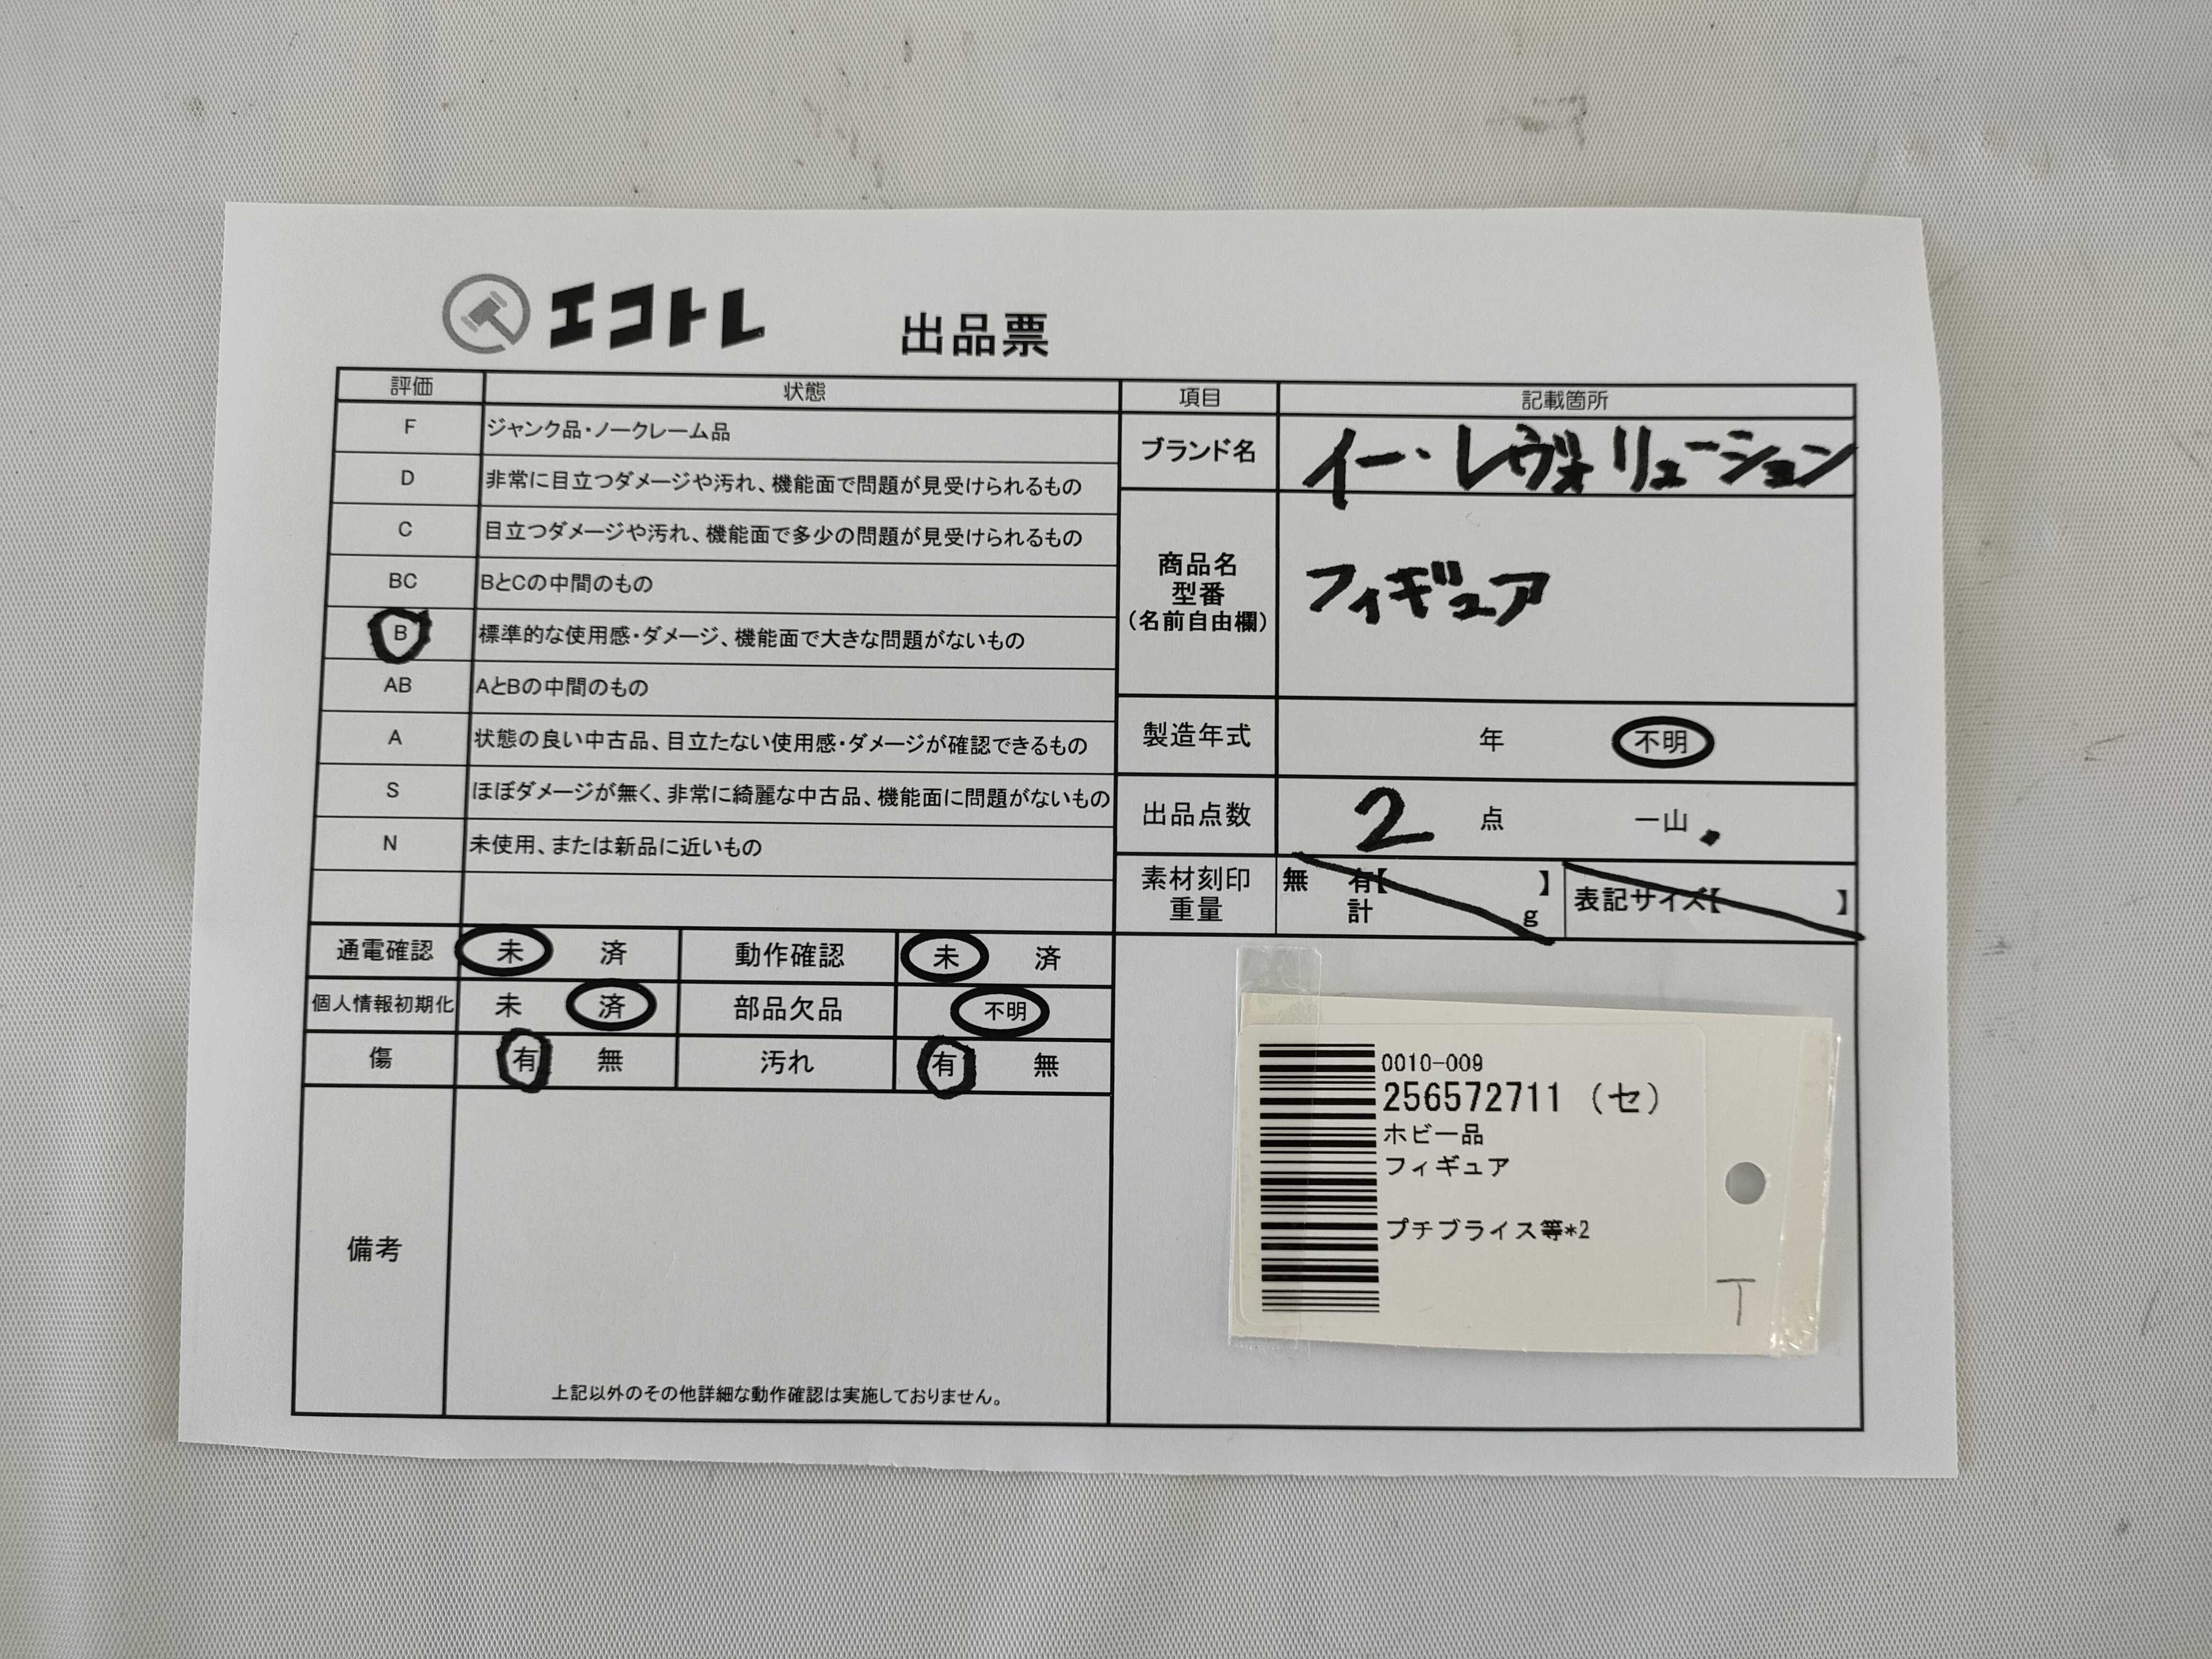 エコトレ 出品票
評価 状態 項目 記載箇所
F ジャンク品・ノークレーム品
D 非常に目立つダメージや汚れ、機能面で問題が見受けられるもの
C 目立つダメージや汚れ、機能面で多少の問題が見受けられるもの
BC BとCの中間のもの
B 標準的な使用感・ダメージ、機能面で大きな問題がないもの
AB AとBの中間のもの
A 状態の良い中古品、目立たない使用感・ダメージが確認できるもの
S ほぼダメージが無く、非常に綺麗な中古品、機能面に問題がないもの
N 未使用、または新品に近いもの
ブランド名 イー・レヴォリューション
商品名
型番
(名前自由欄)
フィギュア
製造年式 年 不明
出品点数 2 点 一山
素材刻印 無 有【 】
重量 計 g
表記サイズ【 】
通電確認 未 済 動作確認 未 済
個人情報初期化 未 済 部品欠品 不明
傷 有 無 汚れ 有 無
備考
上記以外のその他詳細な動作確認は実施しておりません。
0010-009
256572711 (セ)
ホビー品
フィギュア
プチブライス等*2
T